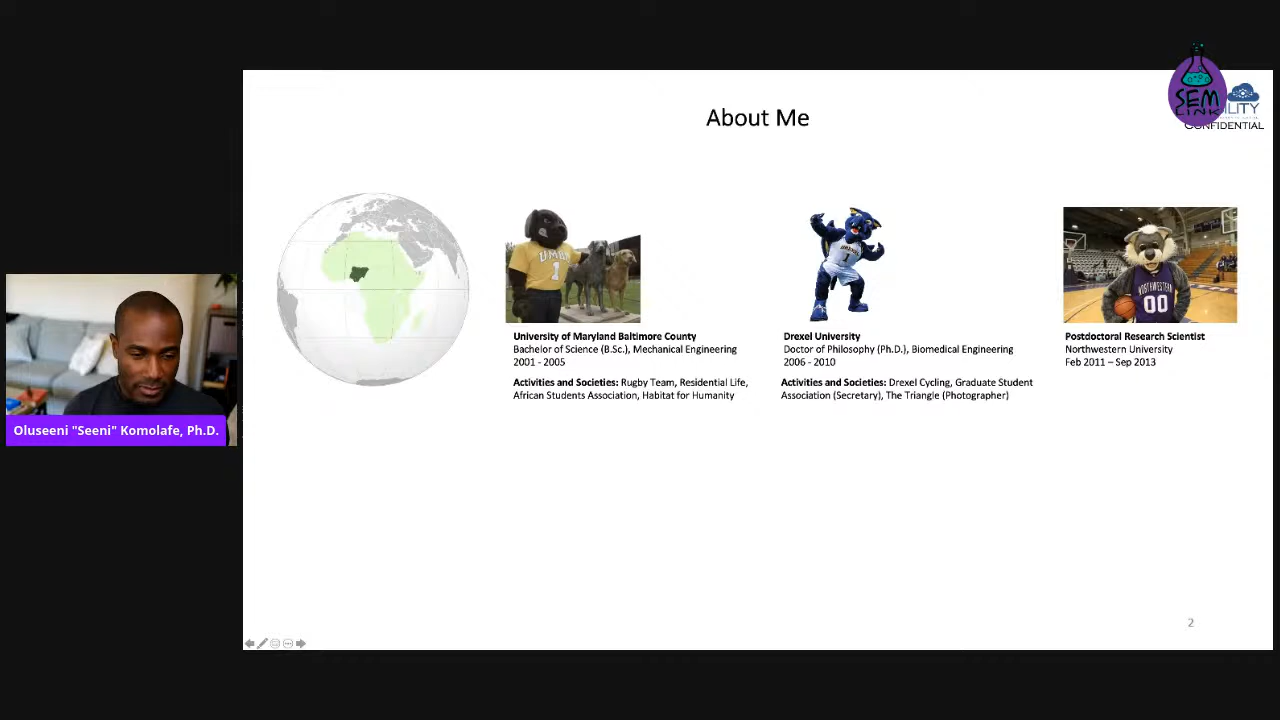 About Me
SEM
LINK
ILITY
CONFIDENTIAL
UMBC
1
DREXEL
1
NORTHWESTERN
00
University of Maryland Baltimore County
Bachelor of Science (B.Sc.), Mechanical Engineering
2001 - 2005
Activities and Societies: Rugby Team, Residential Life,
African Students Association, Habitat for Humanity
Drexel University
Doctor of Philosophy (Ph.D.), Biomedical Engineering
2006 - 2010
Activities and Societies: Drexel Cycling, Graduate Student
Association (Secretary), The Triangle (Photographer)
Postdoctoral Research Scientist
Northwestern University
Feb 2011 – Sep 2013
Oluseeni "Seeni" Komolafe, Ph.D.
2